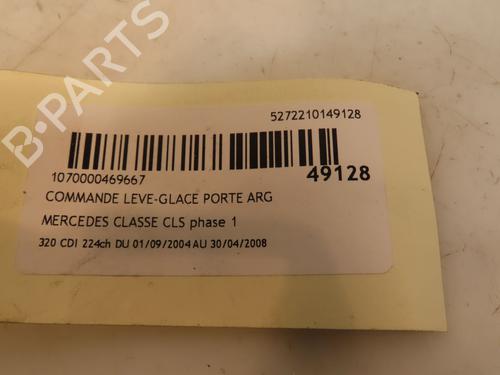 B-PARTS
5272210149128
1070000469667
49128
COMMANDE LEVE-GLACE PORTE ARG
MERCEDES CLASSE CLS phase 1
320 CDI 224ch DU 01/09/2004 AU 30/04/2008